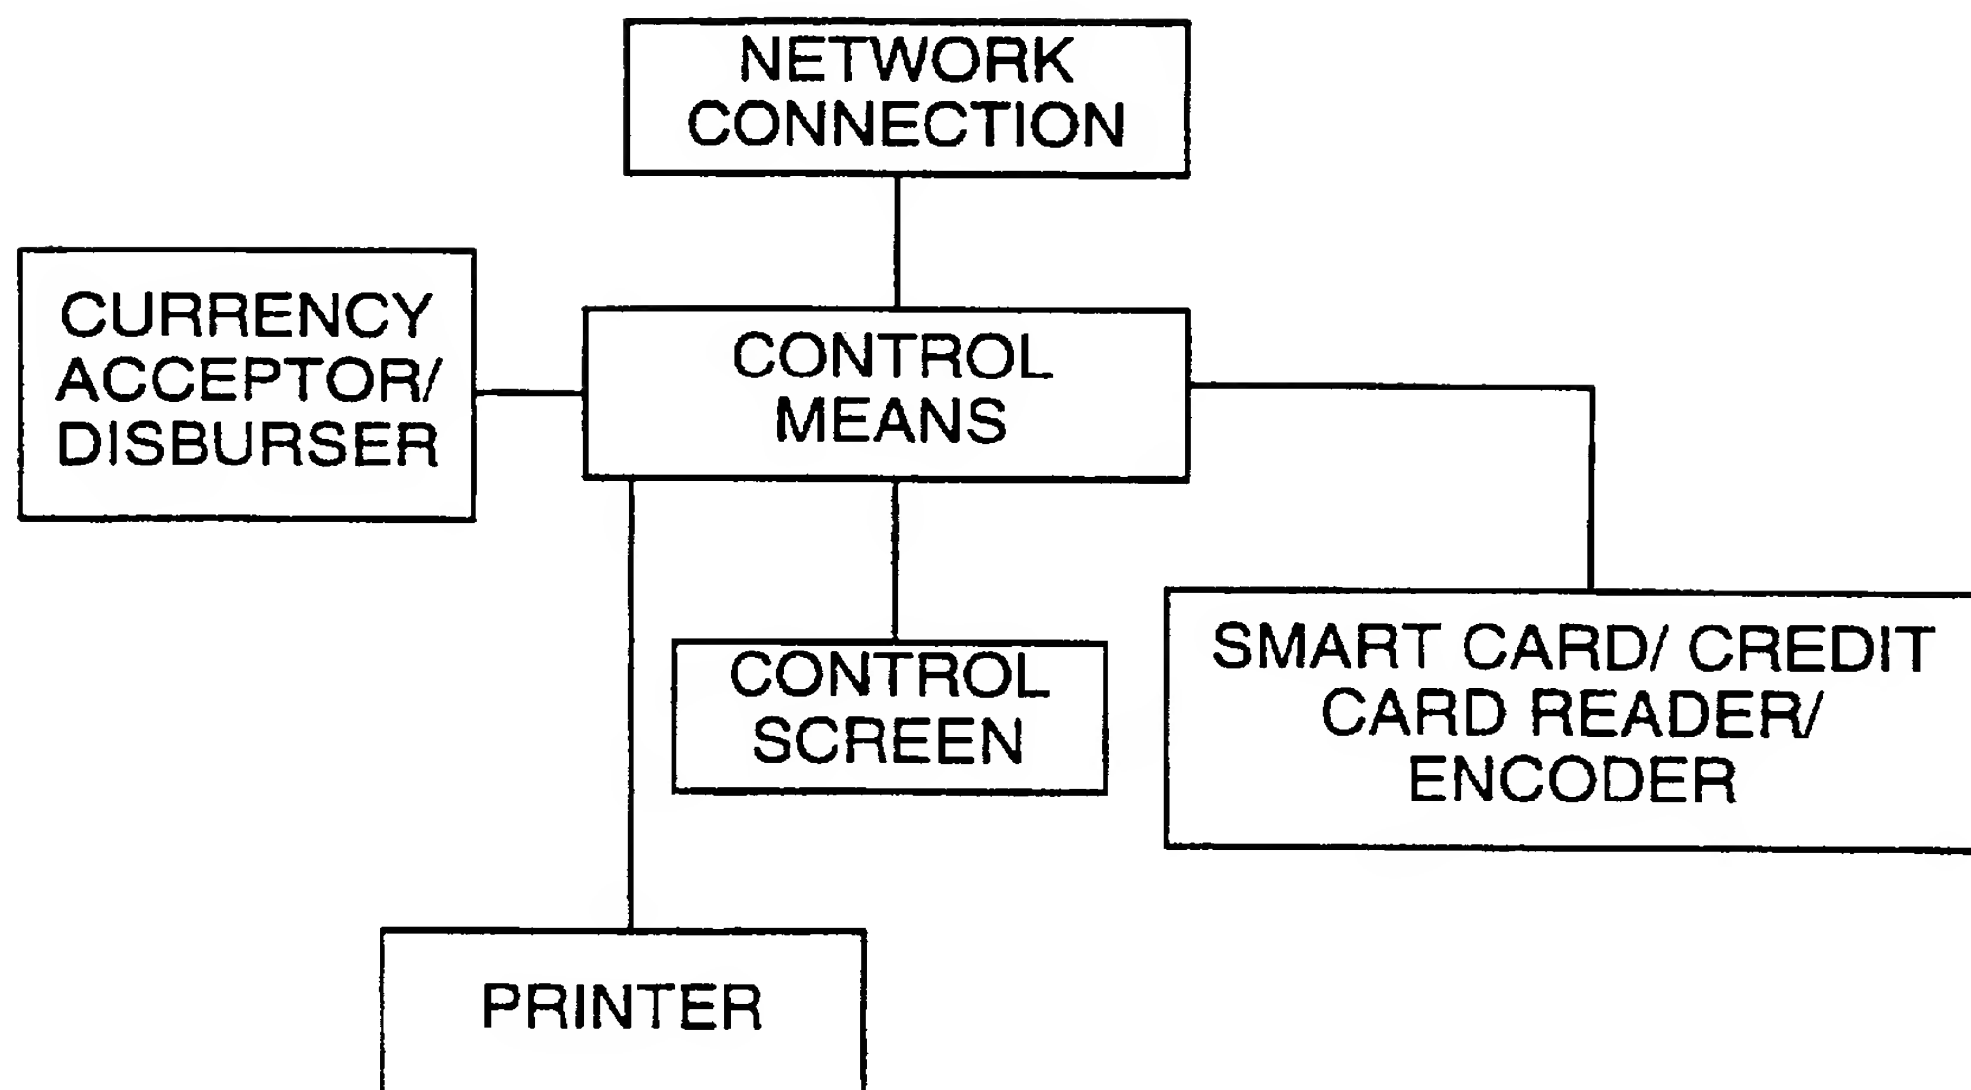 NETWORK
CONNECTION
CURRENCY
ACCEPTOR/
DISBURSER
CONTROL
MEANS
CONTROL
SCREEN
SMART CARD/ CREDIT
CARD READER/
ENCODER
PRINTER